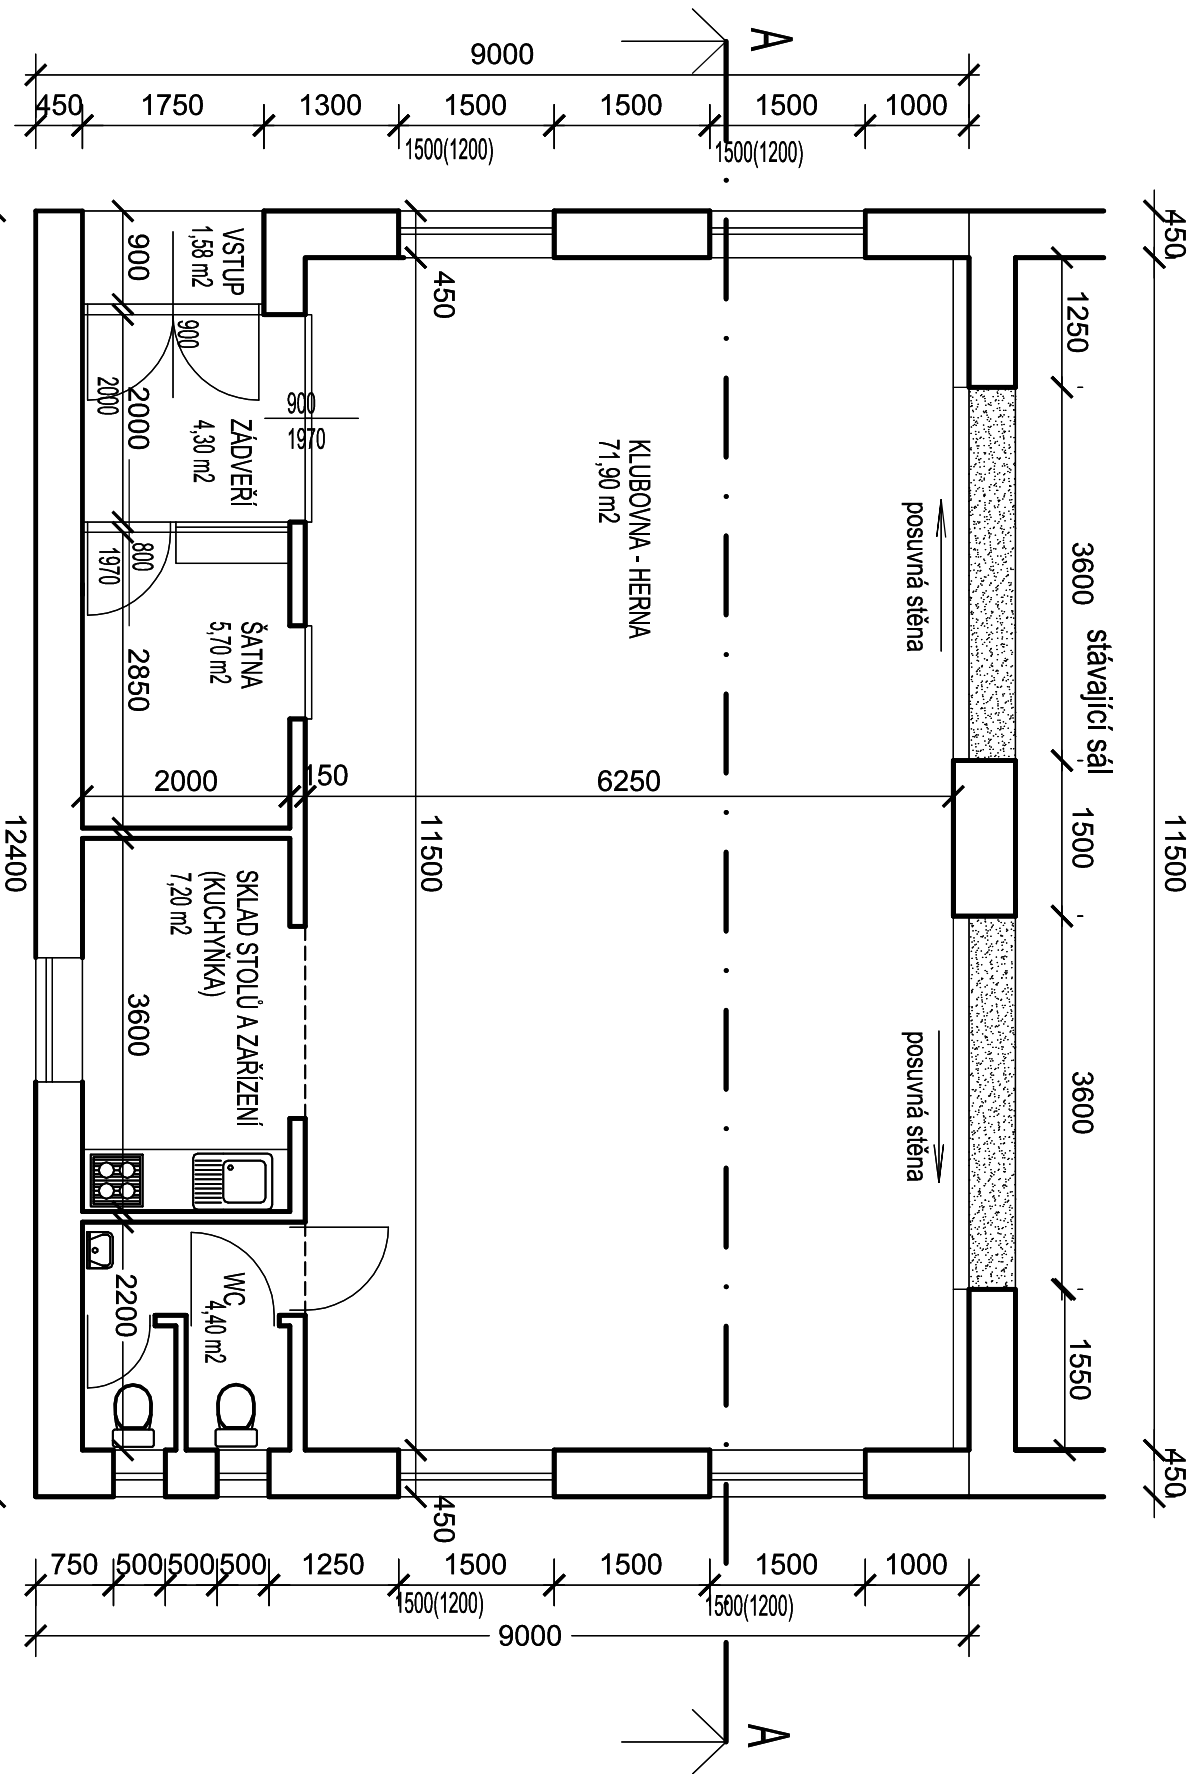 A
9000
450
1750
1300
1500
1500
1500
1000
1500(1200)
1500(1200)
450
11500
450
1250
3600
1500
3600
1550
stávající sál
posuvná stěna
posuvná stěna
VSTUP
1,58 m2
900
900
2000
2000
ZÁDVEŘÍ
4,30 m2
900
1970
450
KLUBOVNA - HERNA
71,90 m2
800
1970
ŠATNA
5,70 m2
2850
2000
150
6250
11500
12400
SKLAD STOLŮ A ZAŘÍZENÍ
(KUCHYŇKA)
7,20 m2
3600
WC
4,40 m2
2200
450
750
500
500
500
1250
1500
1500
1500
1000
1500(1200)
1500(1200)
9000
A